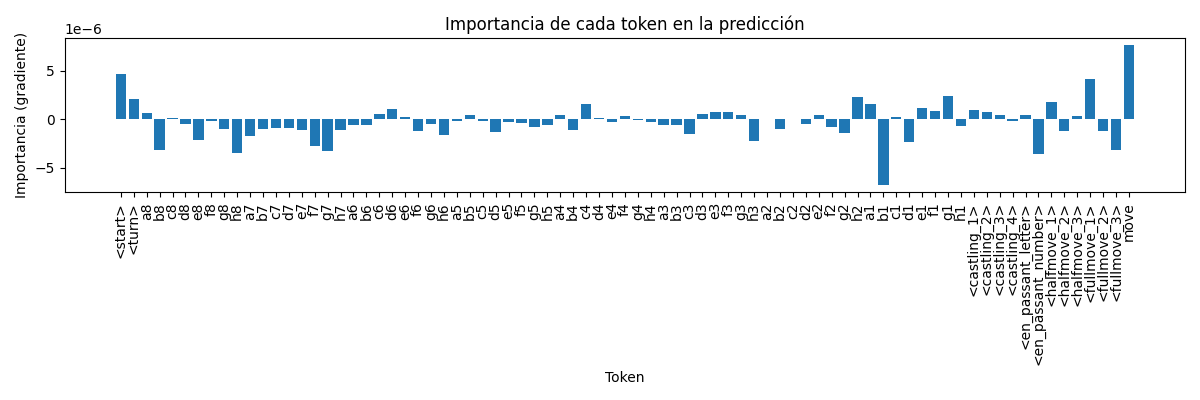 Importancia de cada token en la predicción
1e−6
Importancia (gradiente)
5
0
−5
<start>
<turn>
a8
b8
c8
d8
e8
f8
g8
h8
a7
b7
c7
d7
e7
f7
g7
h7
a6
b6
c6
d6
e6
f6
g6
h6
a5
b5
c5
d5
e5
f5
g5
h5
a4
b4
c4
d4
e4
f4
g4
h4
a3
b3
c3
d3
e3
f3
g3
h3
a2
b2
c2
d2
e2
f2
g2
h2
a1
b1
c1
d1
e1
f1
g1
h1
<castling_1>
<castling_2>
<castling_3>
<castling_4>
<en_passant_letter>
<en_passant_number>
<halfmove_1>
<halfmove_2>
<halfmove_3>
<fullmove_1>
<fullmove_2>
<fullmove_3>
move
Token